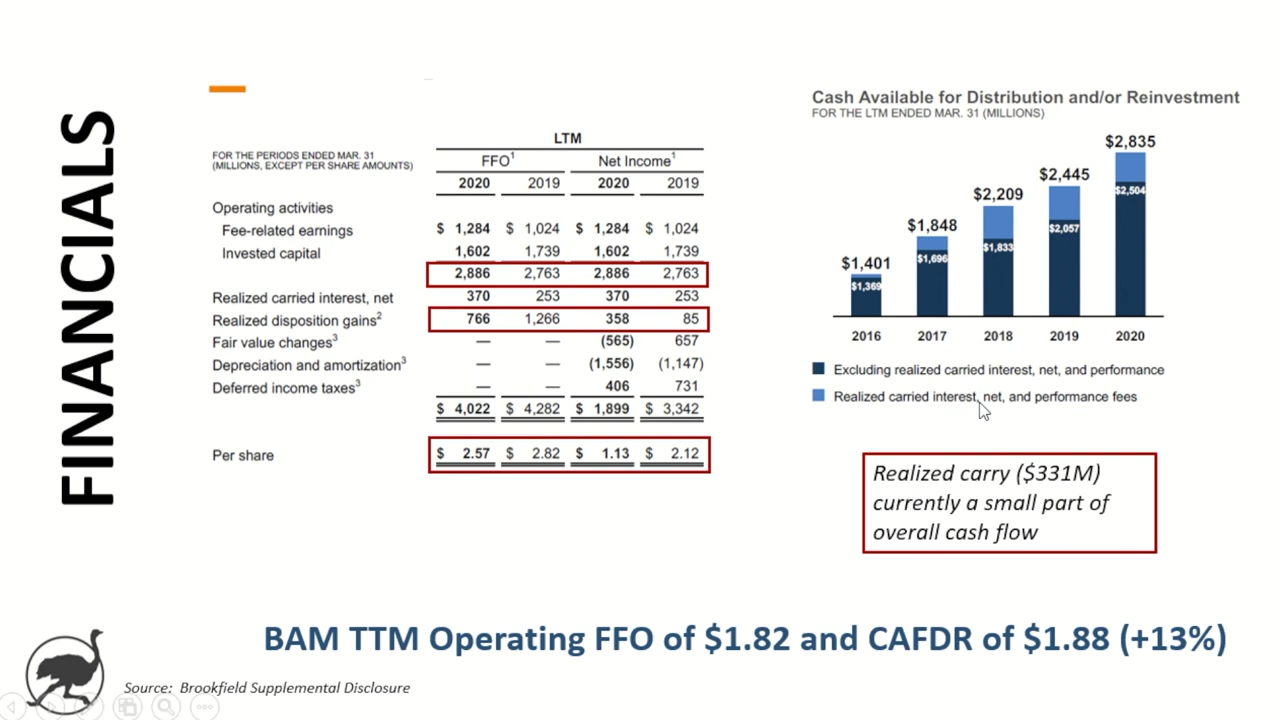 FINANCIALS
FOR THE PERIODS ENDED MAR. 31
(MILLIONS, EXCEPT PER SHARE AMOUNTS)
LTM
FFO1 Net Income1
2020 2019 2020 2019
Operating activities
Fee-related earnings $ 1,284 $ 1,024 $ 1,284 $ 1,024
Invested capital 1,602 1,739 1,602 1,739
2,886 2,763 2,886 2,763
Realized carried interest, net 370 253 370 253
Realized disposition gains2 766 1,266 358 85
Fair value changes3 — — (565) 657
Depreciation and amortization3 — — (1,556) (1,147)
Deferred income taxes3 — — 406 731
$ 4,022 $ 4,282 $ 1,899 $ 3,342
Per share $ 2.57 $ 2.82 $ 1.13 $ 2.12
Cash Available for Distribution and/or Reinvestment
FOR THE LTM ENDED MAR. 31 (MILLIONS)
$1,401 $1,848 $2,209 $2,445 $2,835
$1,369 $1,696 $1,833 $2,057 $2,504
2016 2017 2018 2019 2020
Excluding realized carried interest, net, and performance
Realized carried interest, net, and performance fees
Realized carry ($331M)
currently a small part of
overall cash flow
BAM TTM Operating FFO of $1.82 and CAFDR of $1.88 (+13%)
Source: Brookfield Supplemental Disclosure